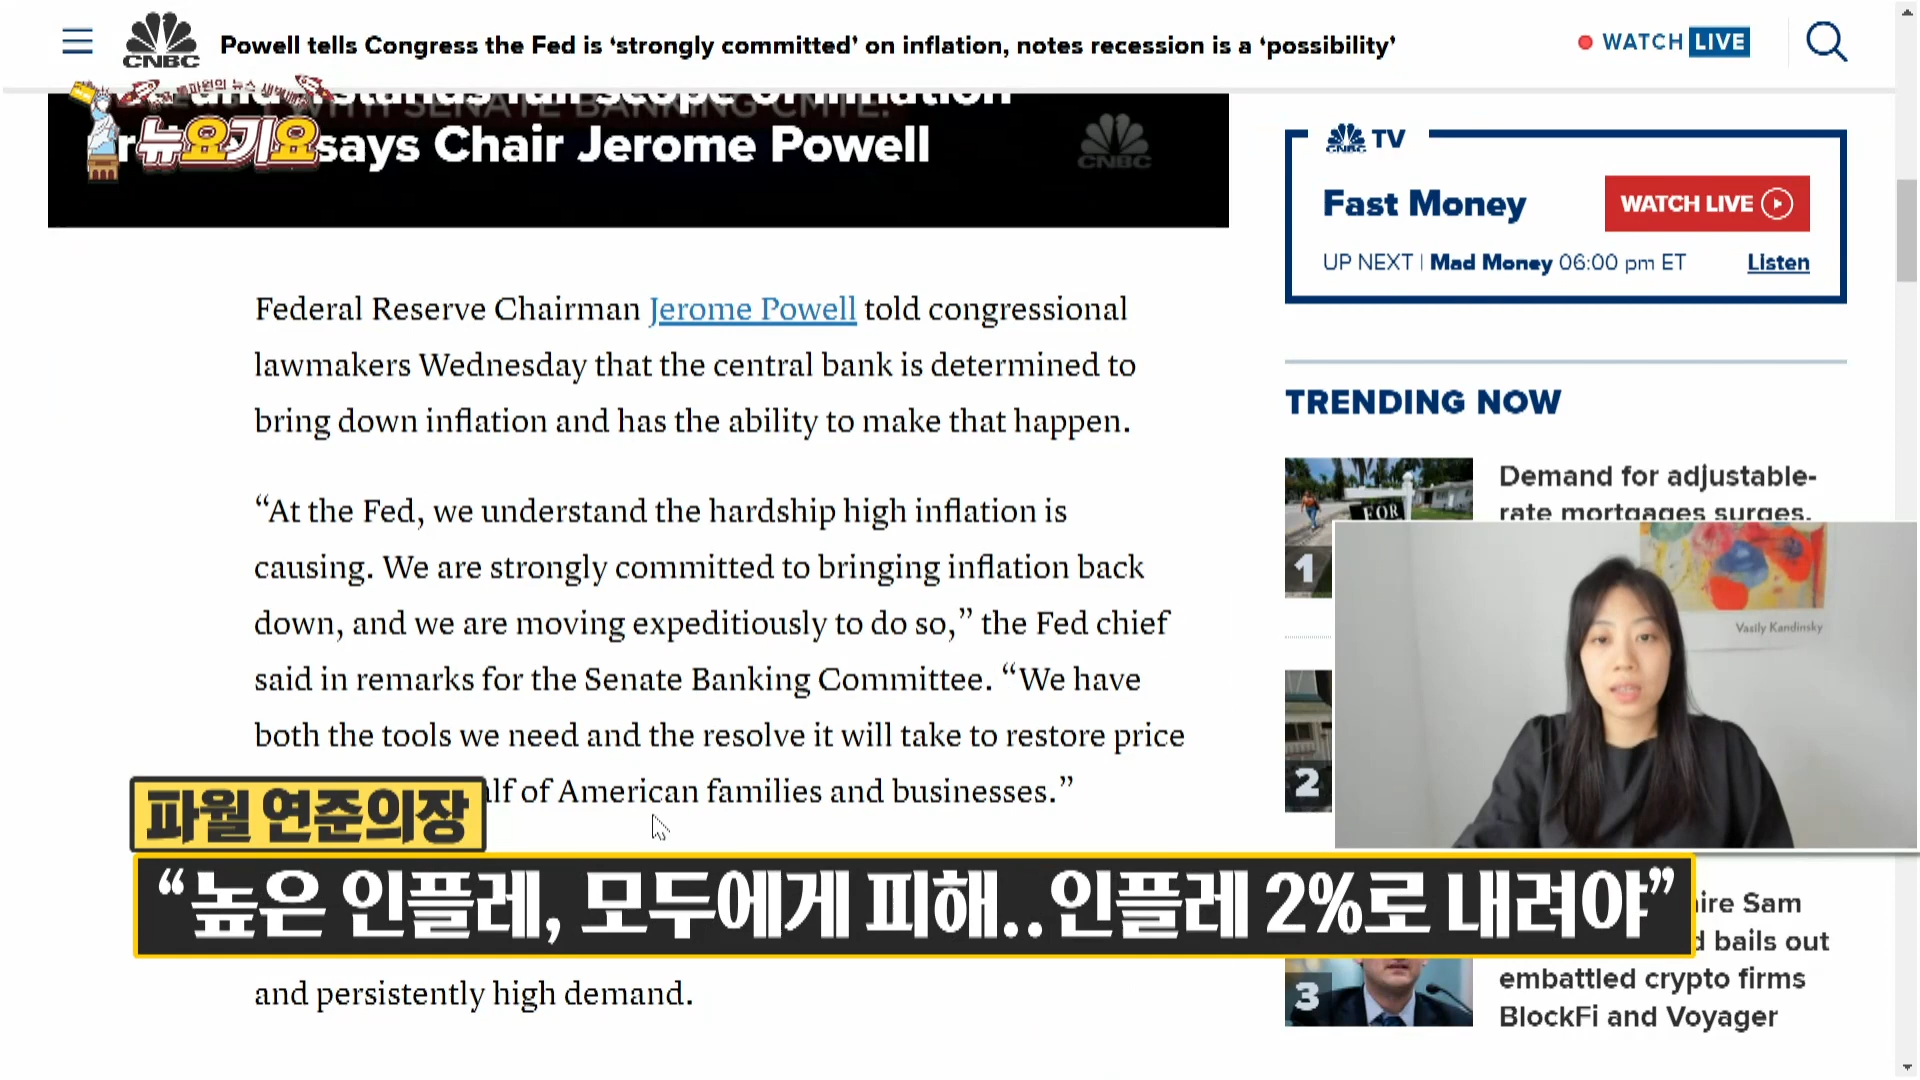 CNBC
Powell tells Congress the Fed is ‘strongly committed’ on inflation, notes recession is a ‘possibility’
WATCH LIVE
뉴요기요
says Chair Jerome Powell
CNBC
Federal Reserve Chairman Jerome Powell told congressional
lawmakers Wednesday that the central bank is determined to
bring down inflation and has the ability to make that happen.
“At the Fed, we understand the hardship high inflation is
causing. We are strongly committed to bringing inflation back
down, and we are moving expeditiously to do so,” the Fed chief
said in remarks for the Senate Banking Committee. “We have
both the tools we need and the resolve it will take to restore price
lf of American families and businesses.”
and persistently high demand.
CNBC TV
Fast Money
WATCH LIVE
UP NEXT | Mad Money 06:00 pm ET
Listen
TRENDING NOW
FOR
1
Demand for adjustable-
rate mortgages surges.
Vasily Kandinsky
2
3
ire Sam
d bails out
embattled crypto firms
BlockFi and Voyager
파월 연준의장
“높은 인플레, 모두에게 피해..인플레 2%로 내려야”